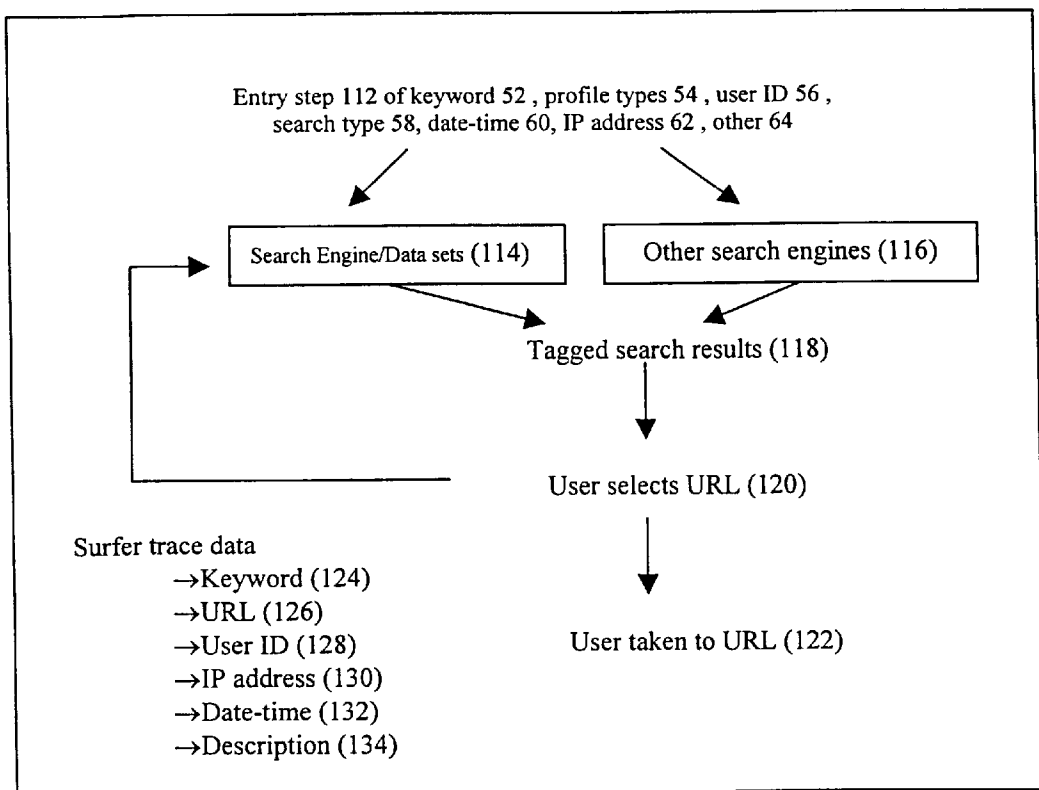 Entry step 112 of keyword 52 , profile types 54 , user ID 56 ,
search type 58, date-time 60, IP address 62 , other 64
Search Engine/Data sets (114)
Other search engines (116)
Tagged search results (118)
User selects URL (120)
Surfer trace data
→Keyword (124)
→URL (126)
→User ID (128)
→IP address (130)
→Date-time (132)
→Description (134)
User taken to URL (122)